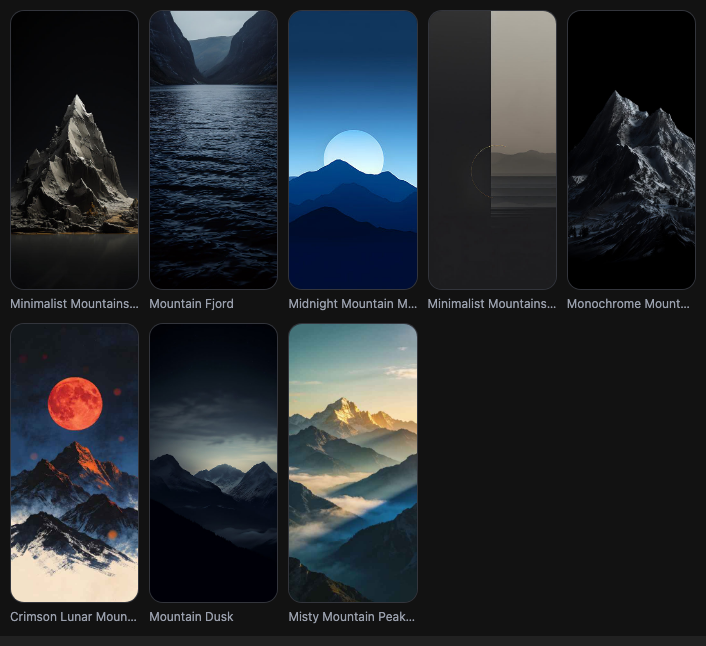 Minimalist Mountains...
Mountain Fjord
Midnight Mountain M...
Minimalist Mountains...
Monochrome Mount...
Crimson Lunar Moun...
Mountain Dusk
Misty Mountain Peak...